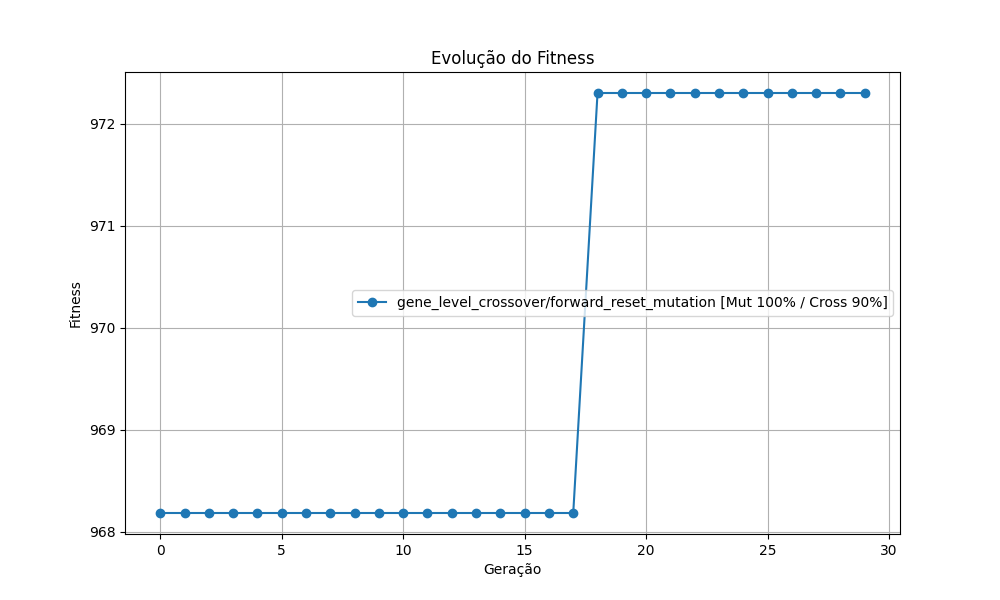 Evolução do Fitness
Fitness
972
971
970
969
968
gene_level_crossover/forward_reset_mutation [Mut 100% / Cross 90%]
0 5 10 15 20 25 30
Geração